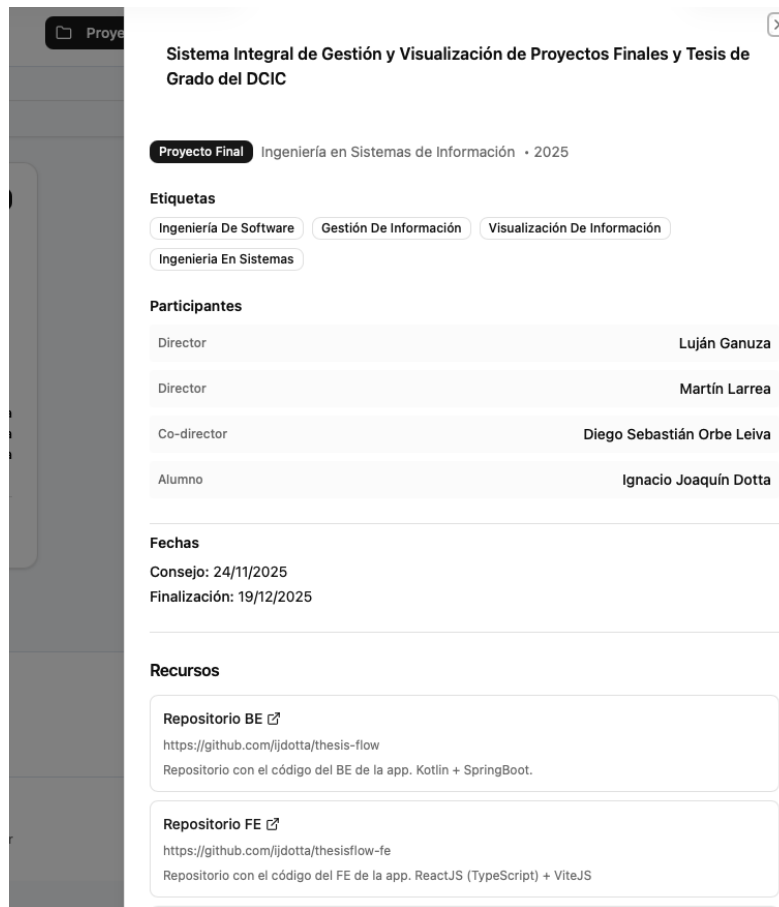 Proye
Sistema Integral de Gestión y Visualización de Proyectos Finales y Tesis de
Grado del DCIC
Proyecto Final Ingeniería en Sistemas de Información • 2025
Etiquetas
Ingeniería De Software Gestión De Información Visualización De Información
Ingenieria En Sistemas
Participantes
Director Luján Ganuza
Director Martín Larrea
Co-director Diego Sebastián Orbe Leiva
Alumno Ignacio Joaquín Dotta
Fechas
Consejo: 24/11/2025
Finalización: 19/12/2025
Recursos
Repositorio BE
https://github.com/ijdotta/thesis-flow
Repositorio con el código del BE de la app. Kotlin + SpringBoot.
Repositorio FE
https://github.com/ijdotta/thesisflow-fe
Repositorio con el código del FE de la app. ReactJS (TypeScript) + ViteJS